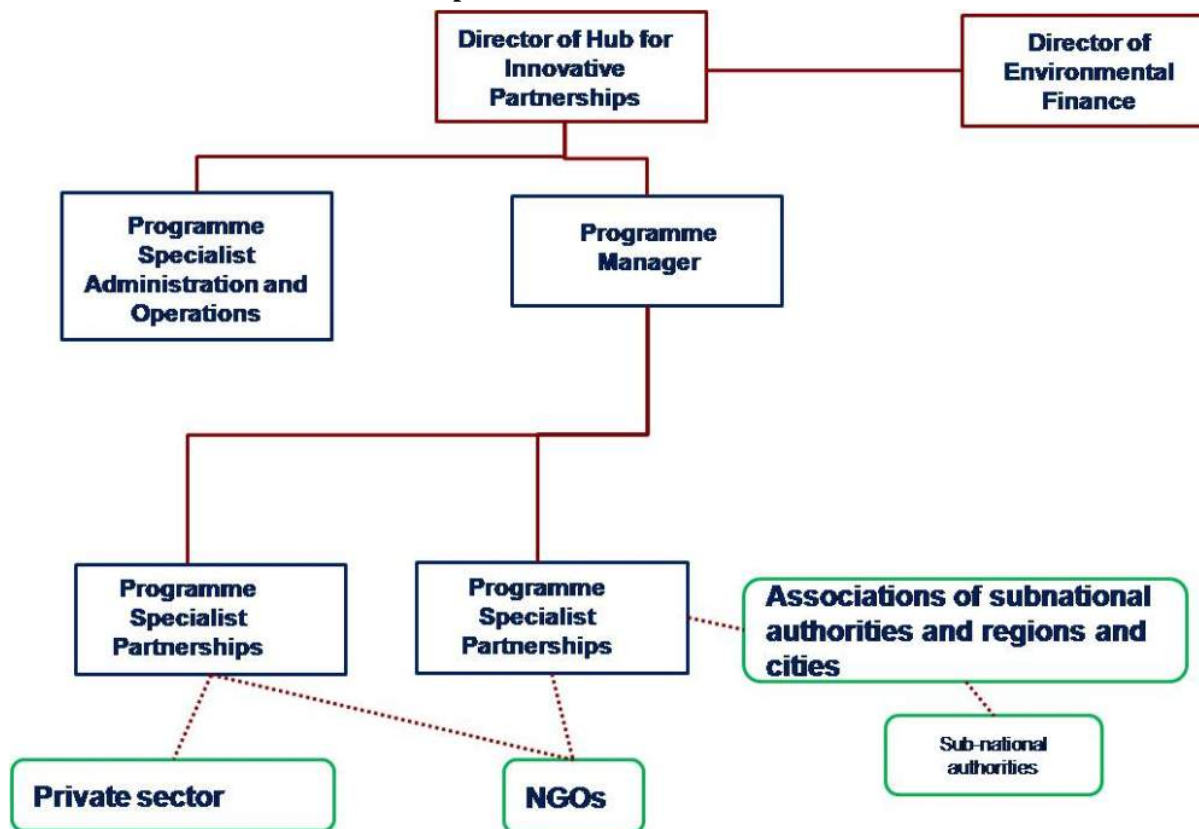 Director of Hub for
Innovative
Partnerships
Director of
Environmental
Finance
Programme
Specialist
Administration and
Operations
Programme
Manager
Programme
Specialist
Partnerships
Programme
Specialist
Partnerships
Associations of subnational
authorities and regions and
cities
Sub-national
authorities
Private sector
NGOs